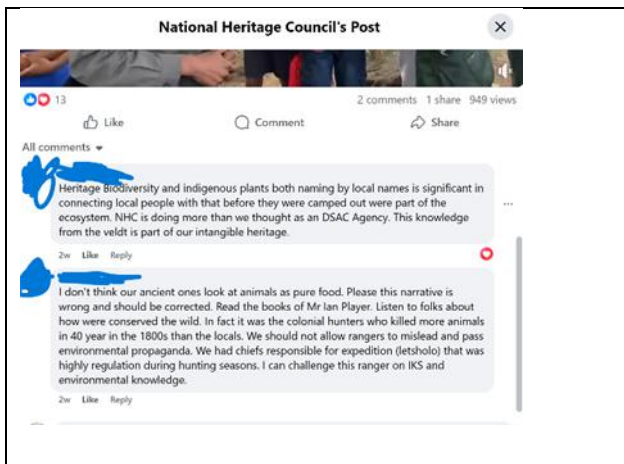 National Heritage Council's Post
13
2 comments 1 share 949 views
Like Comment Share
All comments
Heritage Biodiversity and indigenous plants both naming by local names is significant in
connecting local people with that before they were camped out were part of the
ecosystem. NHC is doing more than we thought as an DSAC Agency. This knowledge
from the veldt is part of our intangible heritage.
2w Like Reply
I don't think our ancient ones look at animals as pure food. Please this narrative is
wrong and should be corrected. Read the books of Mr Ian Player. Listen to folks about
how were conserved the wild. In fact it was the colonial hunters who killed more animals
in 40 year in the 1800s than the locals. We should not allow rangers to mislead and pass
environmental propaganda. We had chiefs responsible for expedition (letsholo) that was
highly regulation during hunting seasons. I can challenge this ranger on IKS and
environmental knowledge.
2w Like Reply